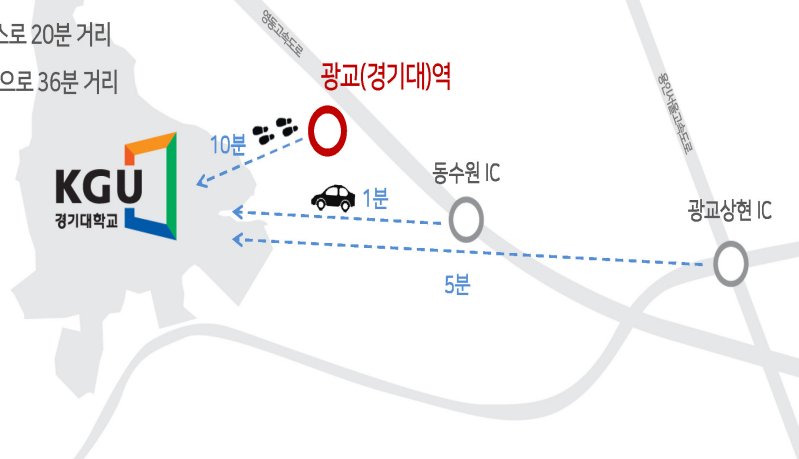 스로 20분 거리
으로 36분 거리
영동고속도로
광교(경기대)역
용인서울고속도로
10분
KGU
경기대학교
1분
동수원 IC
광교상현 IC
5분